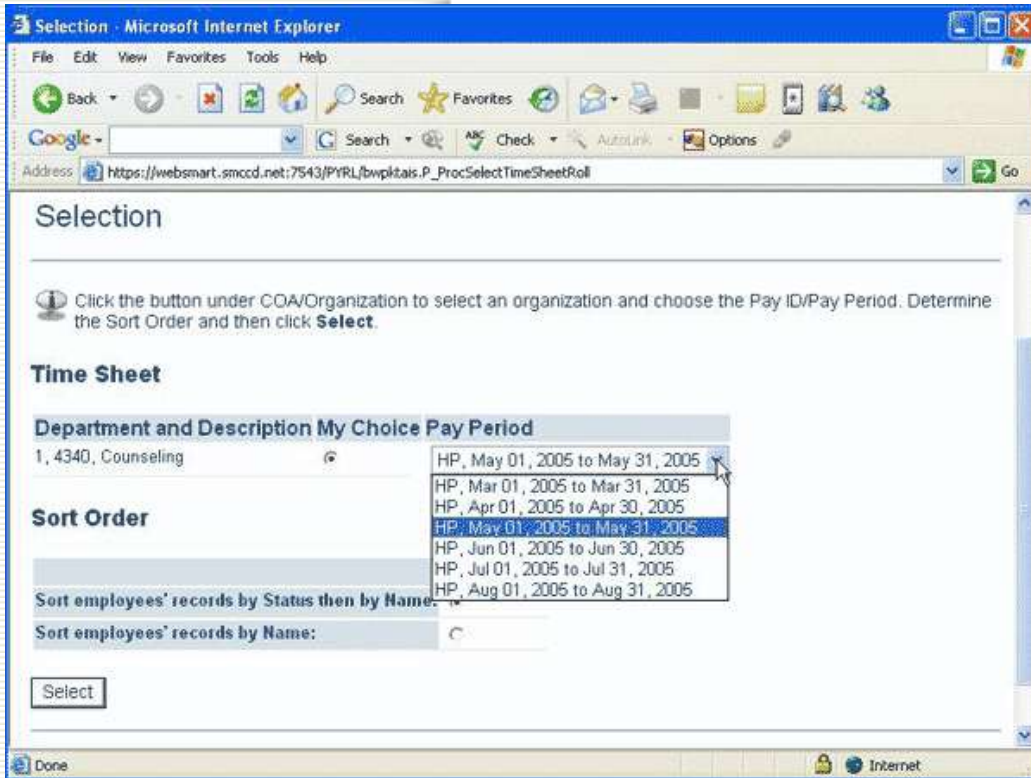 Selection - Microsoft Internet Explorer
File Edit View Favorites Tools Help
Back Search Favorites
Google Search ABC Check AutoLink Options
Address https://websmart.smccd.net:7543/PYRL/bwpktais.P_ProcSelectTimeSheetRoll Go
Selection
Click the button under COA/Organization to select an organization and choose the Pay ID/Pay Period. Determine
the Sort Order and then click Select.
Time Sheet
Department and Description My Choice Pay Period
1, 4340, Counseling HP, May 01, 2005 to May 31, 2005
HP, Mar 01, 2005 to Mar 31, 2005
HP, Apr 01, 2005 to Apr 30, 2005
HP, May 01, 2005 to May 31, 2005
HP, Jun 01, 2005 to Jun 30, 2005
HP, Jul 01, 2005 to Jul 31, 2005
HP, Aug 01, 2005 to Aug 31, 2005
Sort Order
Sort employees' records by Status then by Name:
Sort employees' records by Name:
Select
Done Internet